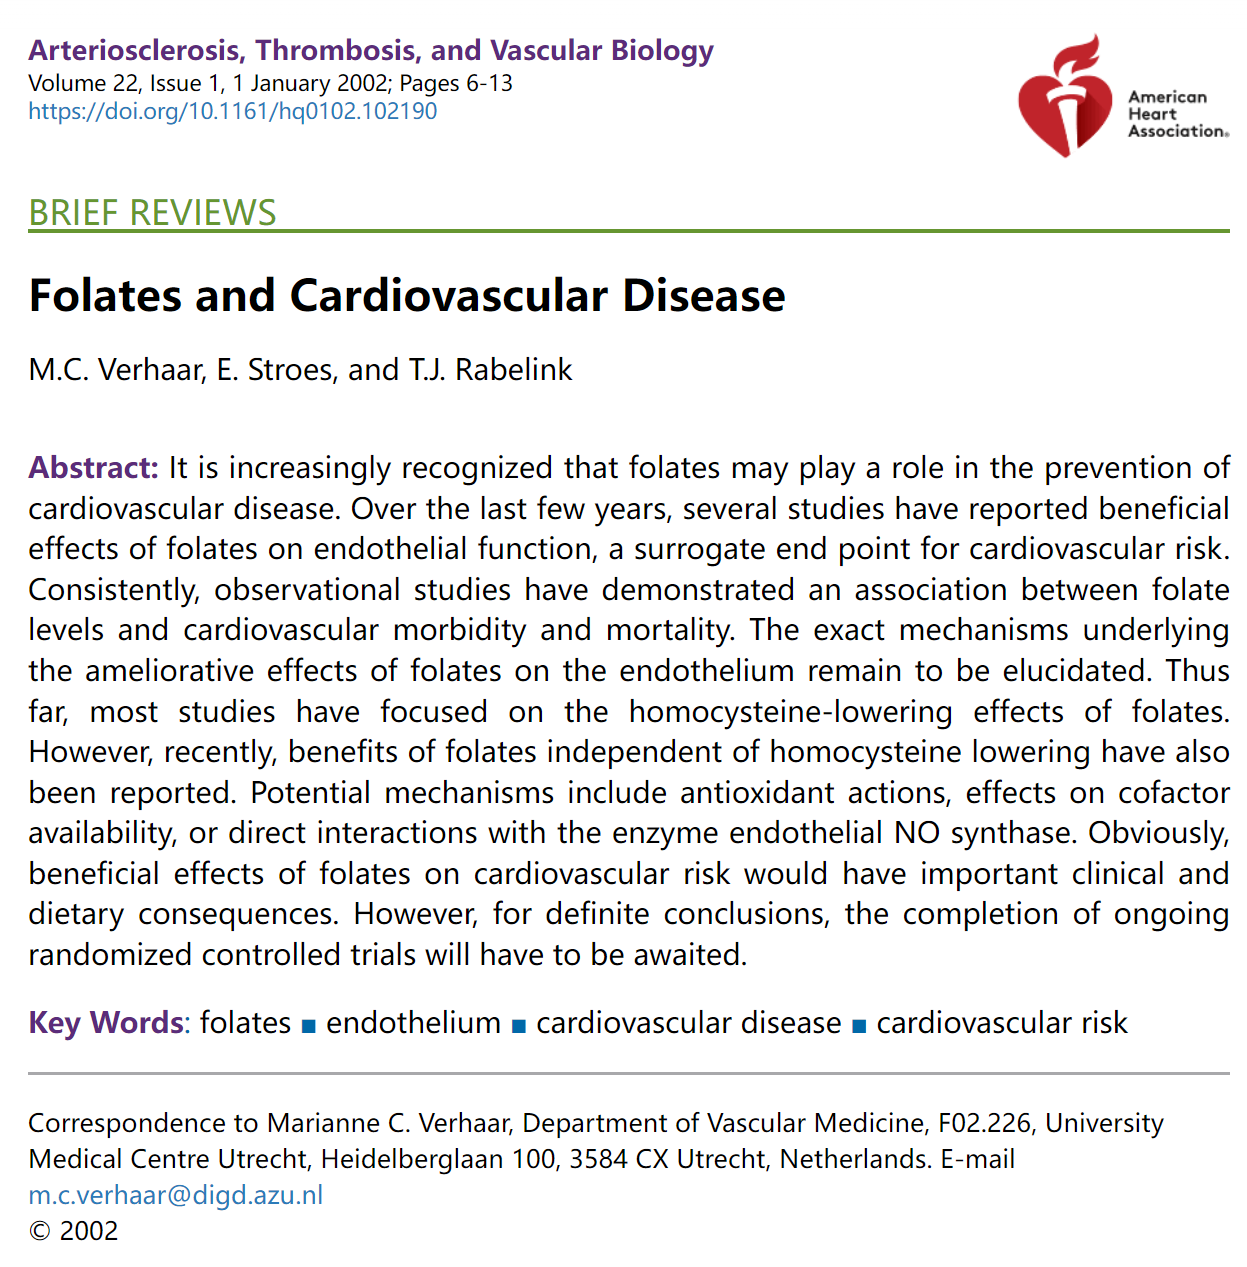 Arteriosclerosis, Thrombosis, and Vascular Biology
Volume 22, Issue 1, 1 January 2002; Pages 6-13
https://doi.org/10.1161/hq0102.102190
American
Heart
Association®
BRIEF REVIEWS
Folates and Cardiovascular Disease
M.C. Verhaar, E. Stroes, and T.J. Rabelink
Abstract: It is increasingly recognized that folates may play a role in the prevention of
cardiovascular disease. Over the last few years, several studies have reported beneficial
effects of folates on endothelial function, a surrogate end point for cardiovascular risk.
Consistently, observational studies have demonstrated an association between folate
levels and cardiovascular morbidity and mortality. The exact mechanisms underlying
the ameliorative effects of folates on the endothelium remain to be elucidated. Thus
far, most studies have focused on the homocysteine-lowering effects of folates.
However, recently, benefits of folates independent of homocysteine lowering have also
been reported. Potential mechanisms include antioxidant actions, effects on cofactor
availability, or direct interactions with the enzyme endothelial NO synthase. Obviously,
beneficial effects of folates on cardiovascular risk would have important clinical and
dietary consequences. However, for definite conclusions, the completion of ongoing
randomized controlled trials will have to be awaited.
Key Words: folates ■ endothelium ■ cardiovascular disease ■ cardiovascular risk
Correspondence to Marianne C. Verhaar, Department of Vascular Medicine, F02.226, University
Medical Centre Utrecht, Heidelberglaan 100, 3584 CX Utrecht, Netherlands. E-mail
m.c.verhaar@digd.azu.nl
© 2002